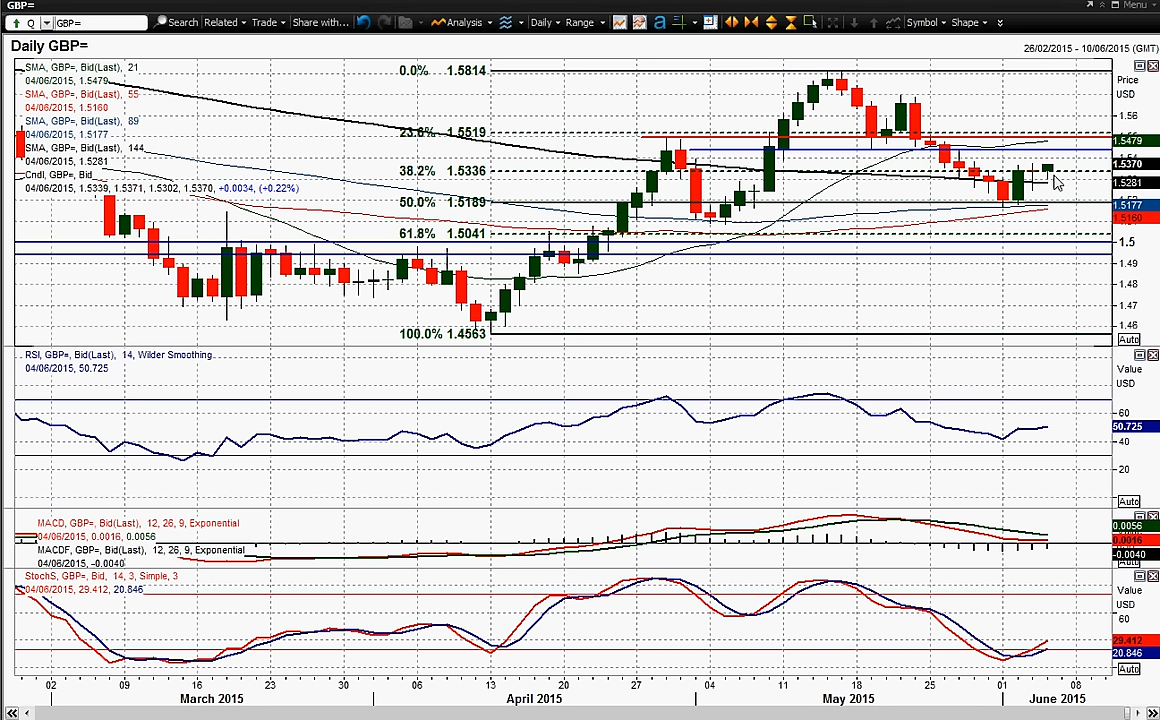 GBP=
Menu
Q GBP= Search Related Trade Share with... Analysis Daily Range a Symbol Shape
Daily GBP=
26/02/2015 - 10/06/2015 (GMT)
SMA, GBP=, Bid(Last), 21
04/06/2015, 1.5479
SMA, GBP=, Bid(Last), 55
04/06/2015, 1.5160
SMA, GBP=, Bid(Last), 89
04/06/2015, 1.5177
SMA, GBP=, Bid(Last), 144
04/06/2015, 1.5281
Cndl, GBP=, Bid
04/06/2015, 1.5339, 1.5371, 1.5302, 1.5370, +0.0034, (+0.22%)
0.0% 1.5814
23.6% 1.5519
38.2% 1.5336
50.0% 1.5189
61.8% 1.5041
100.0% 1.4563
Price
USD
1.56
1.5479
1.5370
1.5281
1.5177
1.5160
1.5
1.49
1.48
1.47
1.46
Auto
RSI, GBP=, Bid(Last), 14, Wilder Smoothing
04/06/2015, 50.725
Value
USD
60
50.725
40
20
Auto
MACD, GBP=, Bid(Last), 12, 26, 9, Exponential
04/06/2015, 0.0016, 0.0056
MACDF, GBP=, Bid(Last), 12, 26, 9, Exponential
04/06/2015, -0.0040
0.0056
0.0016
-0.0040
Auto
StochS, GBP=, Bid, 14, 3, Simple, 3
04/06/2015, 29.412, 20.846
Value
USD
60
29.412
20.846
Auto
02 09 16 23 30 06 13 20 27 04 11 18 25 01 08
March 2015 April 2015 May 2015 June 2015